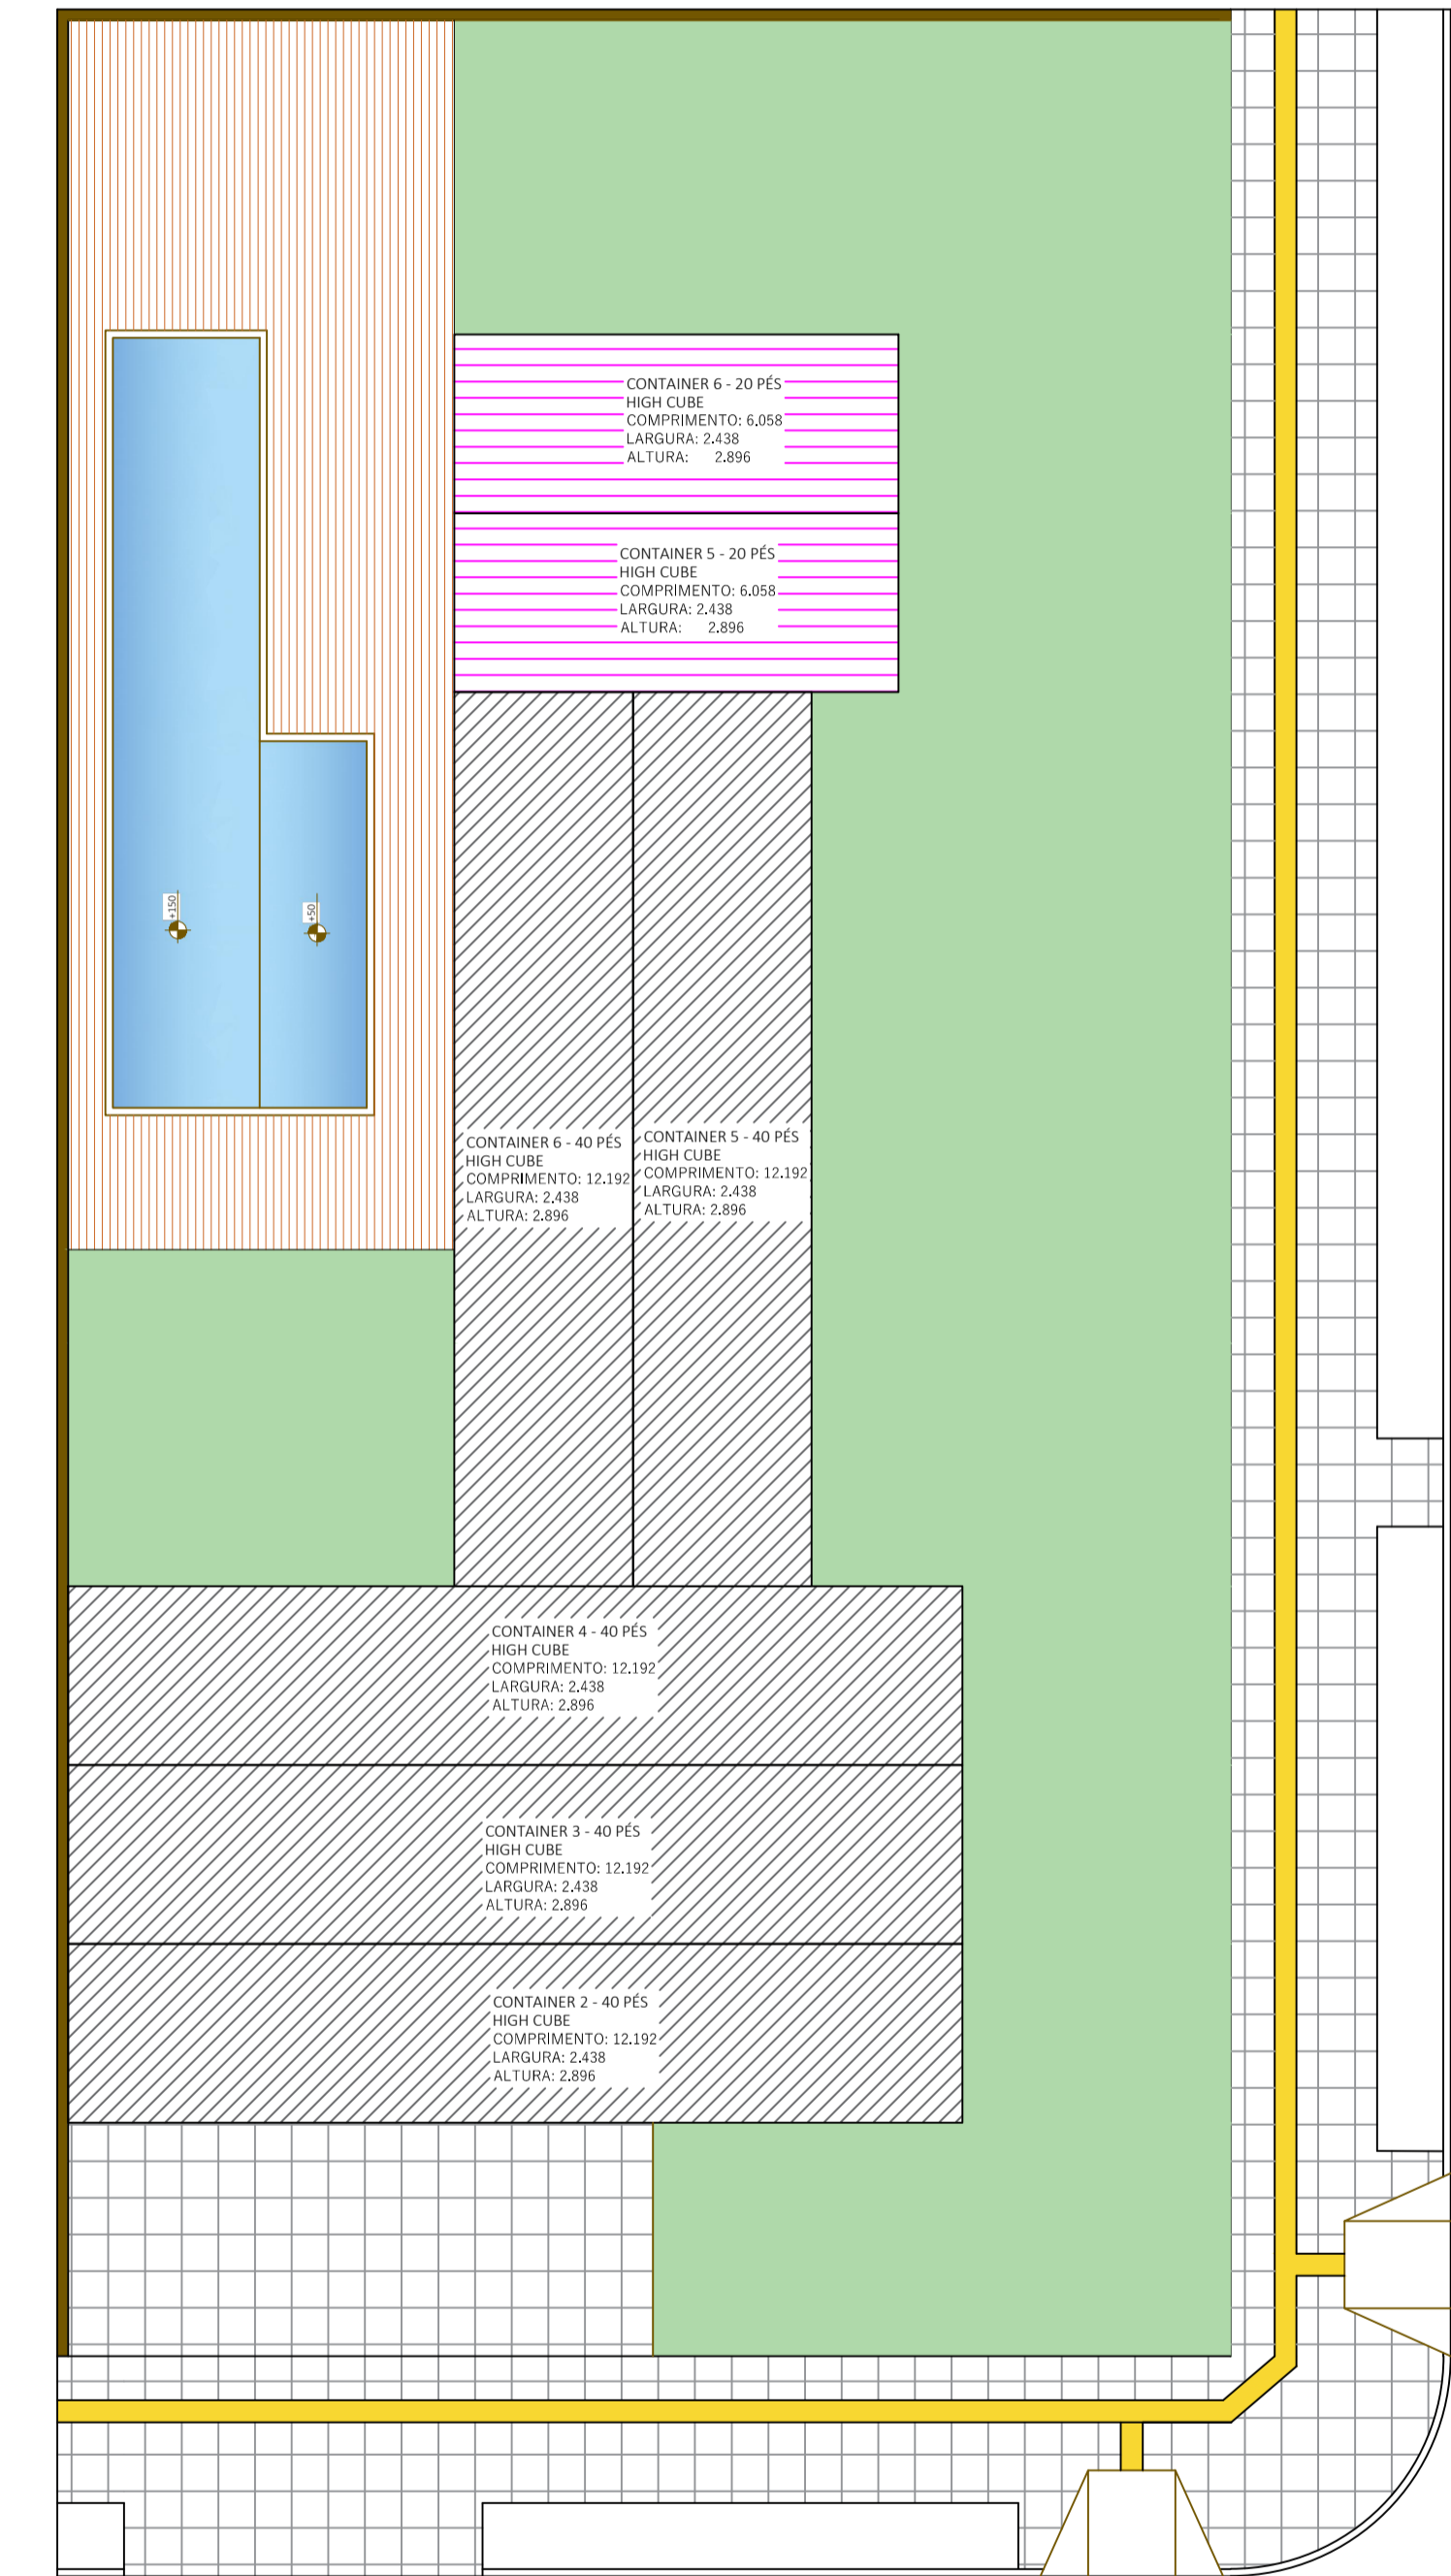 CONTAINER 6 - 20 PÉS
HIGH CUBE
COMPRIMENTO: 6.058
LARGURA: 2.438
ALTURA: 2.896
CONTAINER 5 - 20 PÉS
HIGH CUBE
COMPRIMENTO: 6.058
LARGURA: 2.438
ALTURA: 2.896
+150
+50
CONTAINER 6 - 40 PÉS
HIGH CUBE
COMPRIMENTO: 12.192
LARGURA: 2.438
ALTURA: 2.896
CONTAINER 5 - 40 PÉS
HIGH CUBE
COMPRIMENTO: 12.192
LARGURA: 2.438
ALTURA: 2.896
CONTAINER 4 - 40 PÉS
HIGH CUBE
COMPRIMENTO: 12.192
LARGURA: 2.438
ALTURA: 2.896
CONTAINER 3 - 40 PÉS
HIGH CUBE
COMPRIMENTO: 12.192
LARGURA: 2.438
ALTURA: 2.896
CONTAINER 2 - 40 PÉS
HIGH CUBE
COMPRIMENTO: 12.192
LARGURA: 2.438
ALTURA: 2.896